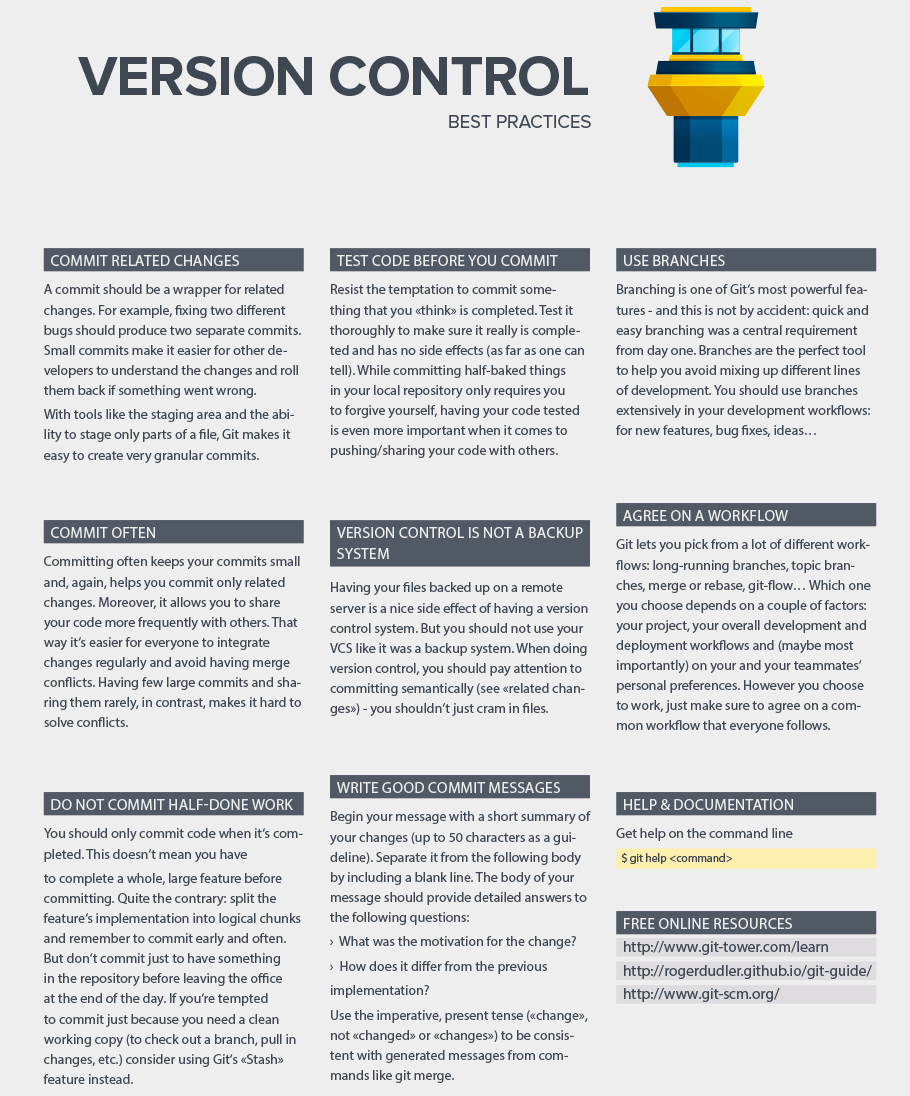 VERSION CONTROL
BEST PRACTICES
COMMIT RELATED CHANGES
A commit should be a wrapper for related
changes. For example, fixing two different
bugs should produce two separate commits.
Small commits make it easier for other de-
velopers to understand the changes and roll
them back if something went wrong.
With tools like the staging area and the abi-
lity to stage only parts of a file, Git makes it
easy to create very granular commits.
COMMIT OFTEN
Committing often keeps your commits small
and, again, helps you commit only related
changes. Moreover, it allows you to share
your code more frequently with others. That
way it‘s easier for everyone to integrate
changes regularly and avoid having merge
conflicts. Having few large commits and sha-
ring them rarely, in contrast, makes it hard to
solve conflicts.
DO NOT COMMIT HALF-DONE WORK
You should only commit code when it‘s com-
pleted. This doesn‘t mean you have
to complete a whole, large feature before
committing. Quite the contrary: split the
feature‘s implementation into logical chunks
and remember to commit early and often.
But don‘t commit just to have something
in the repository before leaving the office
at the end of the day. If you‘re tempted
to commit just because you need a clean
working copy (to check out a branch, pull in
changes, etc.) consider using Git‘s «Stash»
feature instead.
TEST CODE BEFORE YOU COMMIT
Resist the temptation to commit some-
thing that you «think» is completed. Test it
thoroughly to make sure it really is comple-
ted and has no side effects (as far as one can
tell). While committing half-baked things
in your local repository only requires you
to forgive yourself, having your code tested
is even more important when it comes to
pushing/sharing your code with others.
VERSION CONTROL IS NOT A BACKUP
SYSTEM
Having your files backed up on a remote
server is a nice side effect of having a version
control system. But you should not use your
VCS like it was a backup system. When doing
version control, you should pay attention to
committing semantically (see «related chan-
ges») - you shouldn‘t just cram in files.
WRITE GOOD COMMIT MESSAGES
Begin your message with a short summary of
your changes (up to 50 characters as a gui-
deline). Separate it from the following body
by including a blank line. The body of your
message should provide detailed answers to
the following questions:
› What was the motivation for the change?
› How does it differ from the previous
implementation?
Use the imperative, present tense («change»,
not «changed» or «changes») to be consis-
tent with generated messages from com-
mands like git merge.
USE BRANCHES
Branching is one of Git‘s most powerful fea-
tures - and this is not by accident: quick and
easy branching was a central requirement
from day one. Branches are the perfect tool
to help you avoid mixing up different lines
of development. You should use branches
extensively in your development workflows:
for new features, bug fixes, ideas…
AGREE ON A WORKFLOW
Git lets you pick from a lot of different work-
flows: long-running branches, topic bran-
ches, merge or rebase, git-flow… Which one
you choose depends on a couple of factors:
your project, your overall development and
deployment workflows and (maybe most
importantly) on your and your teammates‘
personal preferences. However you choose
to work, just make sure to agree on a com-
mon workflow that everyone follows.
HELP & DOCUMENTATION
Get help on the command line
$ git help <command>
FREE ONLINE RESOURCES
http://www.git-tower.com/learn
http://rogerdudler.github.io/git-guide/
http://www.git-scm.org/